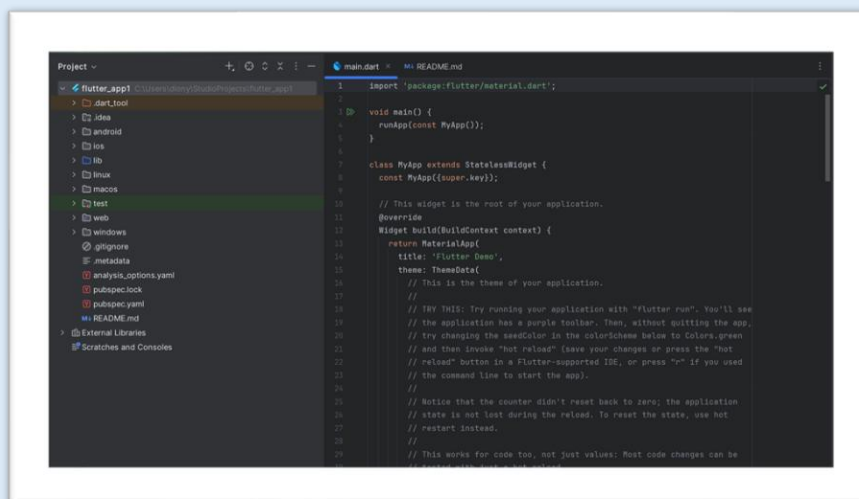 Project
flutter_app1 C:\Users\diony\StudioProjects\flutter_app1
.dart_tool
.idea
android
ios
lib
linux
macos
test
web
windows
.gitignore
.metadata
analysis_options.yaml
pubspec.lock
pubspec.yaml
M↓ README.md
External Libraries
Scratches and Consoles
main.dart M↓ README.md
1 import 'package:flutter/material.dart';
2
3 void main() {
4 runApp(const MyApp());
5 }
6
7 class MyApp extends StatelessWidget {
8 const MyApp({super.key});
9
10 // This widget is the root of your application.
11 @override
12 Widget build(BuildContext context) {
13 return MaterialApp(
14 title: 'Flutter Demo',
15 theme: ThemeData(
16 // This is the theme of your application.
17 //
18 // TRY THIS: Try running your application with "flutter run". You'll see
19 // the application has a purple toolbar. Then, without quitting the app,
20 // try changing the seedColor in the colorScheme below to Colors.green
21 // and then invoke "hot reload" (save your changes or press the "hot
22 // reload" button in a Flutter-supported IDE, or press "r" if you used
23 // the command line to start the app).
24 //
25 // Notice that the counter didn't reset back to zero; the application
26 // state is not lost during the reload. To reset the state, use hot
27 // restart instead.
28 //
29 // This works for code too, not just values: Most code changes can be